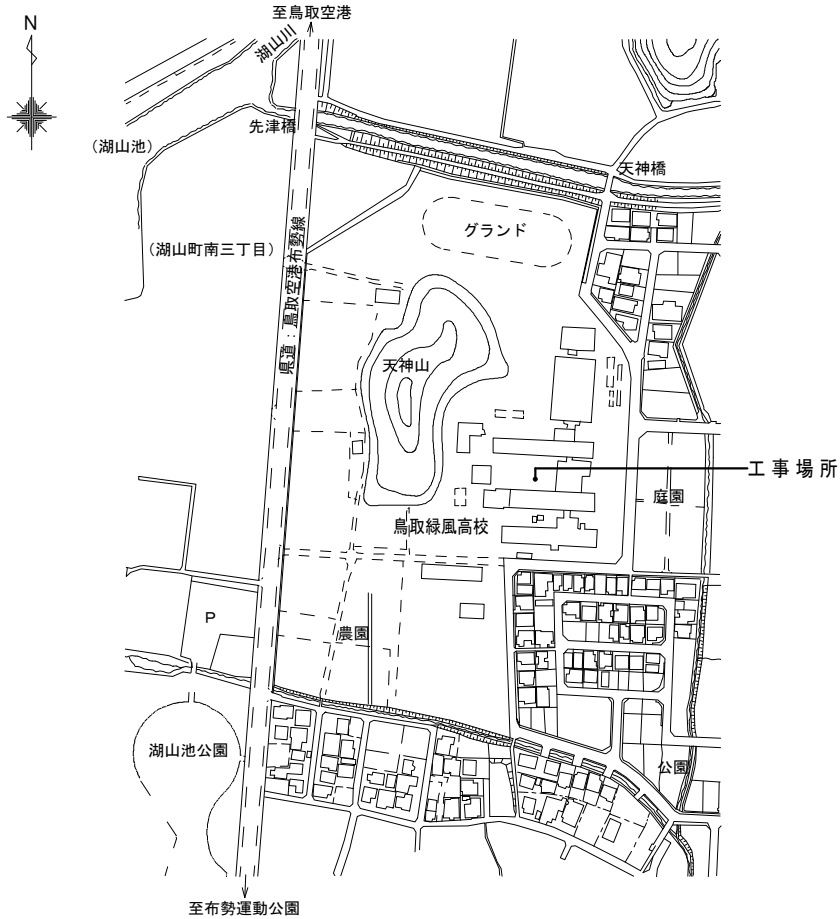 N
至鳥取空港
湖山川
先津橋
(湖山池)
天神橋
グランド
(湖山町南三丁目)
県道:鳥取空港布勢線
天神山
工事場所
庭園
鳥取緑風高校
P
農園
湖山池公園
公園
至布勢運動公園